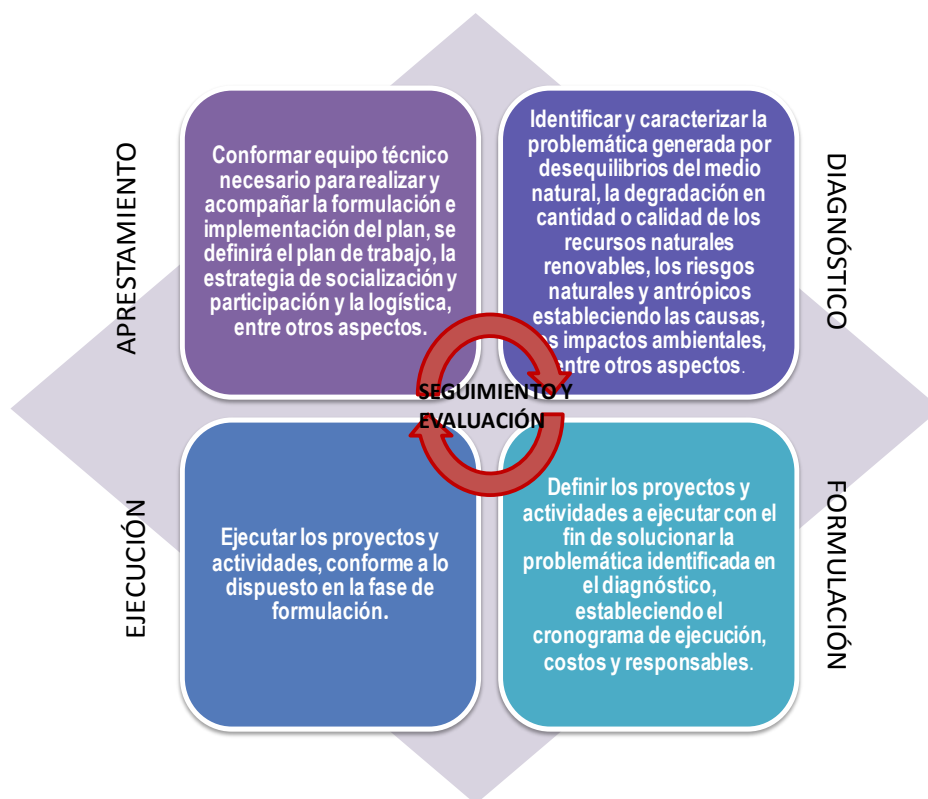 APRESTAMIENTO
Conformar equipo técnico
necesario para realizar y
acompañar la formulación e
implementación del plan, se
definirá el plan de trabajo, la
estrategia de socialización y
participación y la logística,
entre otros aspectos.
Identificar y caracterizar la
problemática generada por
desequilibrios del medio
natural, la degradación en
cantidad o calidad de los
recursos naturales
renovables, los riesgos
naturales y antrópicos
estableciendo las causas,
los impactos ambientales,
entre otros aspectos.
DIAGNÓSTICO
SEGUIMIENTO Y
EVALUACIÓN
EJECUCIÓN
Ejecutar los proyectos y
actividades, conforme a lo
dispuesto en la fase de
formulación.
Definir los proyectos y
actividades a ejecutar con el
fin de solucionar la
problemática identificada en
el diagnóstico,
estableciendo el
cronograma de ejecución,
costos y responsables.
FORMULACIÓN